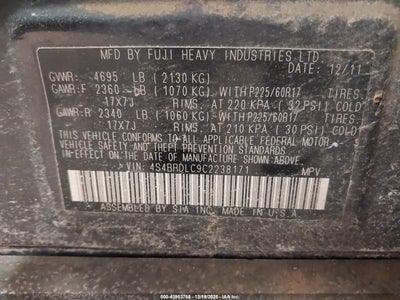 MFD BY FUJI HEAVY INDUSTRIES LTD.
DATE: 12/11
GVWR: 4695 LB (2130 KG)
GAWR:F 2360 LB (1070 KG), WITH P225/60R17 TIRES,
17X7J RIMS, AT 220 KPA (32 PSI) COLD
GAWR:R 2340 LB (1060 KG), WITH P225/60R17 TIRES,
17X7J RIMS, AT 210 KPA (30 PSI) COLD
THIS VEHICLE CONFORMS TO ALL APPLICABLE FEDERAL MOTOR
VEHICLE SAFETY AND THEFT PREVENTION STANDARDS IN EFFECT
ON THE DATE OF MANUFACTURE SHOWN ABOVE.
VIN: 4S4BRDLC9C2238171 MPV
ASSEMBLED BY SIA INC. IN U.S.A.
000-43993768 - 12/19/2025 - IAA Inc.